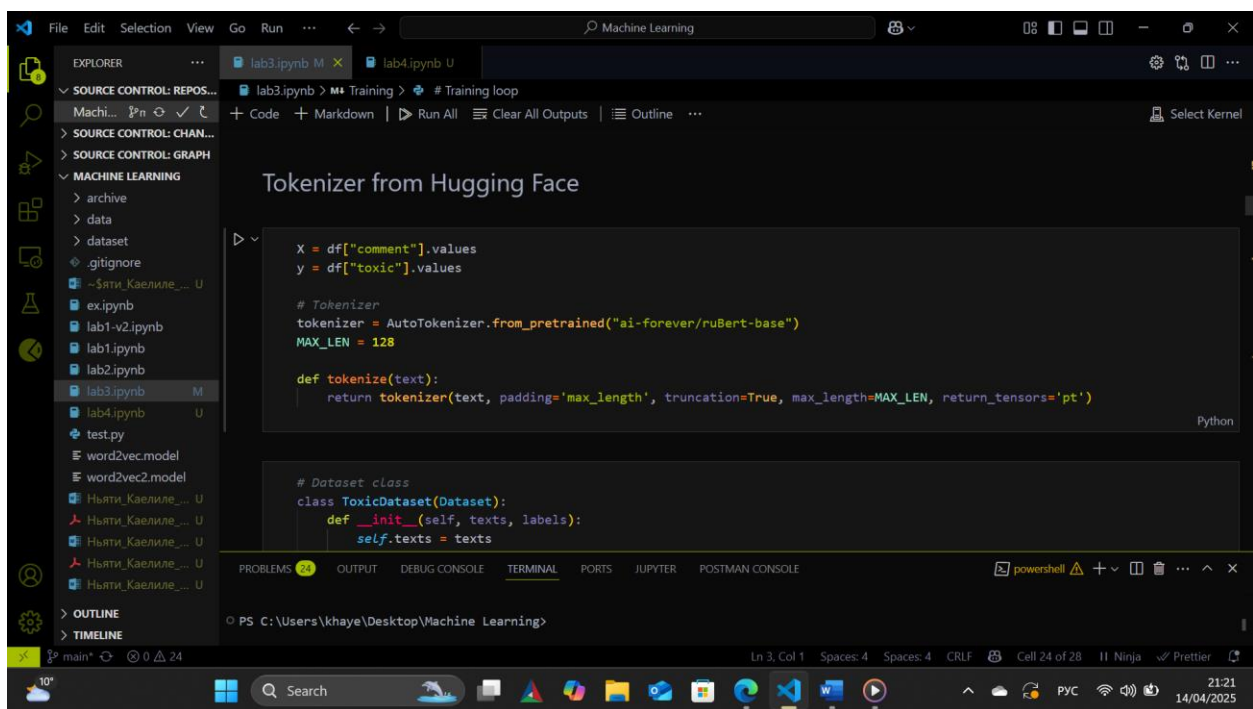 File Edit Selection View Go Run ··· ← → Machine Learning
EXPLORER ··· lab3.ipynb M × lab4.ipynb U
SOURCE CONTROL: REPOS... lab3.ipynb > M↓ Training > # Training loop
Machi... + Code + Markdown | Run All Clear All Outputs | Outline ··· Select Kernel
> SOURCE CONTROL: CHAN...
> SOURCE CONTROL: GRAPH
MACHINE LEARNING
> archive
> data
> dataset
.gitignore
~$яти_Каелиле_... U
ex.ipynb
lab1-v2.ipynb
lab1.ipynb
lab2.ipynb
lab3.ipynb M
lab4.ipynb U
test.py
word2vec.model
word2vec2.model
Ньяти_Каелиле_... U
Ньяти_Каелиле_... U
Ньяти_Каелиле_... U
Ньяти_Каелиле_... U
Ньяти_Каелиле_... U
> OUTLINE
> TIMELINE
8
Tokenizer from Hugging Face
X = df["comment"].values
y = df["toxic"].values
# Tokenizer
tokenizer = AutoTokenizer.from_pretrained("ai-forever/ruBert-base")
MAX_LEN = 128
def tokenize(text):
return tokenizer(text, padding='max_length', truncation=True, max_length=MAX_LEN, return_tensors='pt')
Python
# Dataset class
class ToxicDataset(Dataset):
def __init__(self, texts, labels):
self.texts = texts
PROBLEMS 24 OUTPUT DEBUG CONSOLE TERMINAL PORTS JUPYTER POSTMAN CONSOLE powershell
PS C:\Users\khaye\Desktop\Machine Learning>
main* 0 24 Ln 3, Col 1 Spaces: 4 Spaces: 4 CRLF Cell 24 of 28 Ninja Prettier
10° Search РУС 21:21
14/04/2025